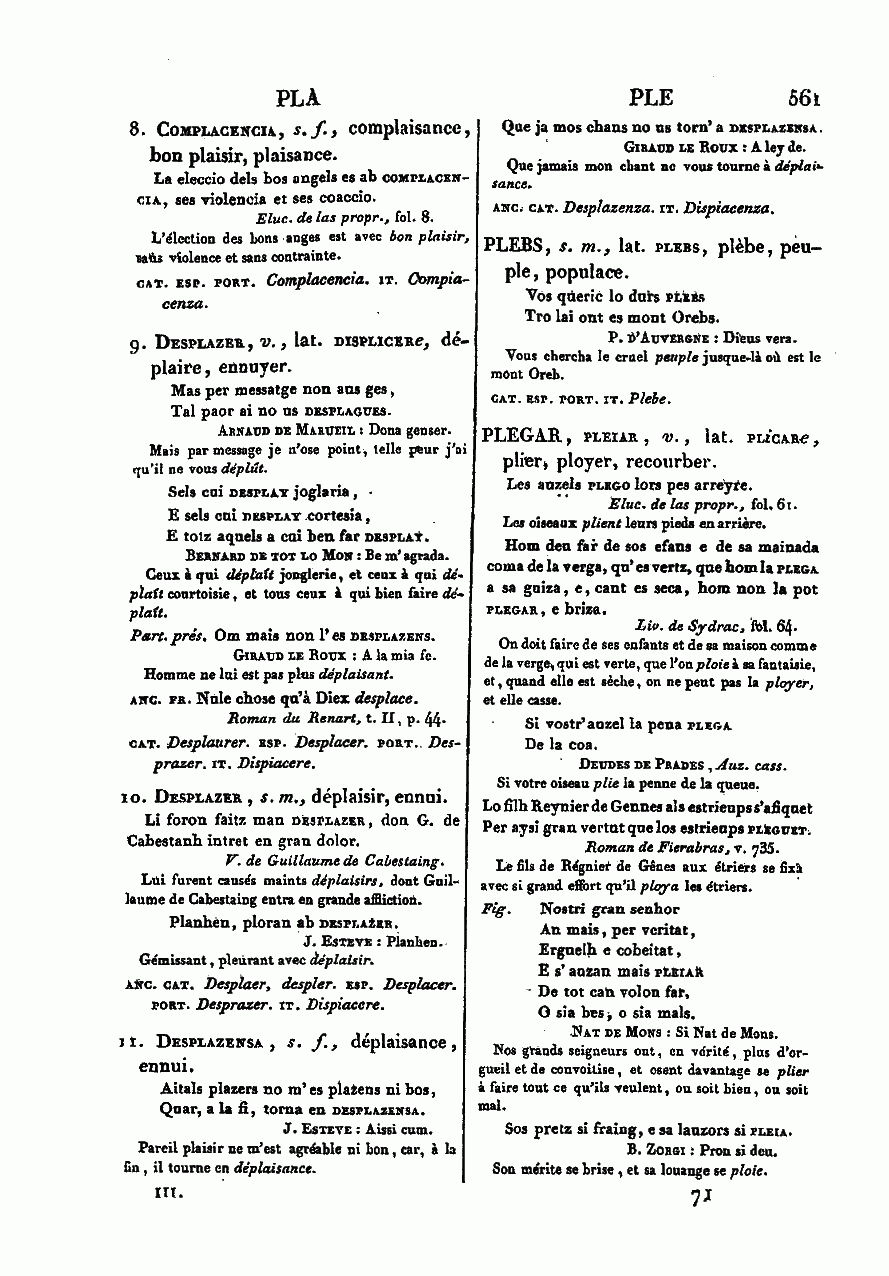 PLA
8. Complacencia, s. f., complaisance,
bon plaisir, plaisance.
La eleccio dels bos angels es ab complacen-
cia, ses violencia et ses coaccio.
Eluc. de las propr., fol. 8.
L'élection des bons anges est avec bon plaisir,
sans violence et sans contrainte.
cat. esp. port. Complacencia. it. Compia-
cenza.
9. Desplazer, v., lat. displicere, dé-
plaire, ennuyer.
Mas per messatge non aus ges,
Tal paor ai no us desplagues.
Arnaud de Marueil : Dona genser.
Mais par message je n'ose point, telle peur j'ai
qu'il ne vous déplût.
Sels cui desplay joglaria,
E sels cui desplay cortesia,
E totz aquels a cui ben far desplai.
Bernard de tot lo Mon : Be m'agrada.
Ceux à qui déplaît jonglerie, et ceux à qui dé-
plaît courtoisie, et tous ceux à qui bien faire dé-
plaît.
Part. prés. Om mais non l'es desplazens.
Giraud le Roux : A la mia fe.
Homme ne lui est pas plus déplaisant.
anc. fr. Nule chose qu'à Diex desplace.
Roman du Renart, t. II, p. 44.
cat. Desplaurer. esp. Desplacer. port. Des-
prazer. it. Dispiacere.
10. Desplazer, s. m., déplaisir, ennui.
Li foron faitz man desplazer, don G. de
Cabestanh intret en gran dolor.
V. de Guillaume de Cabestaing.
Lui furent causés maints déplaisirs, dont Guil-
laume de Cabestaing entra en grande affliction.
Planhen, ploran ab desplazer.
J. Esteve : Planhen.
Gémissant, pleurant avec déplaisir.
anc. cat. Desplaer, despler. esp. Desplacer.
port. Desprazer. it. Dispiacere.
11. Desplazensa, s. f., déplaisance,
ennui.
Aitals plazers no m'es plazens ni bos,
Quar, a la fi, torna en desplazensa.
J. Esteve : Aissi cum.
Pareil plaisir ne m'est agréable ni bon, car, à la
fin, il tourne en déplaisance.
III.
PLE 561
Que ja mos chans no us torn' a desplazensa.
Giraud le Roux : A ley de.
Que jamais mon chant ne vous tourne à déplai-
sance.
anc. cat. Desplazenza. it. Dispiacenza.
PLEBS, s. m., lat. plebs, plèbe, peu-
ple, populace.
Vos queric lo durs plebs
Tro lai ont es mont Orebs.
P. d'Auvergne : Dieus vera.
Vous chercha le cruel peuple jusque-là où est le
mont Oreb.
cat. esp. port. it. Plebe.
PLEGAR, pleiar, v., lat. plicare,
plier, ployer, recourber.
Les auzels plego lors pes arreyre.
Eluc. de las propr., fol. 61.
Les oiseaux plient leurs pieds en arrière.
Hom deu far de sos efans e de sa mainada
coma de la verga, qu'es vertz, que hom la plega
a sa guiza, e, cant es seca, hom non la pot
plegar, e briza.
Liv. de Sydrac, fol. 64.
On doit faire de ses enfants et de sa maison comme
de la verge, qui est verte, que l'on ploie à sa fantaisie,
et, quand elle est sèche, on ne peut pas la ployer,
et elle casse.
Si vostr'auzel la pena plega
De la coa.
Deudes de Prades, Auz. cass.
Si votre oiseau plie la penne de la queue.
Lo filh Reynier de Gennes als estrieups s'afiquet
Per aysi gran vertut que los estrieups pleguet.
Roman de Fierabras, v. 735.
Le fils de Régnier de Gênes aux étriers se fixa
avec si grand effort qu'il ploya les étriers.
Fig. Nostri gran senhor
An mais, per veritat,
Erguelh e cobeitat,
E s'auzan mais pleiar
De tot can volon far,
O sia bes, o sia mals.
Nat de Mons : Si Nat de Mons.
Nos grands seigneurs ont, en vérité, plus d'or-
gueil et de convoitise, et osent davantage se plier
à faire tout ce qu'ils veulent, ou soit bien, ou soit
mal.
Sos pretz si fraing, e sa lauzors si pleia.
B. Zorgi : Pron si deu.
Son mérite se brise, et sa louange se ploie.
71